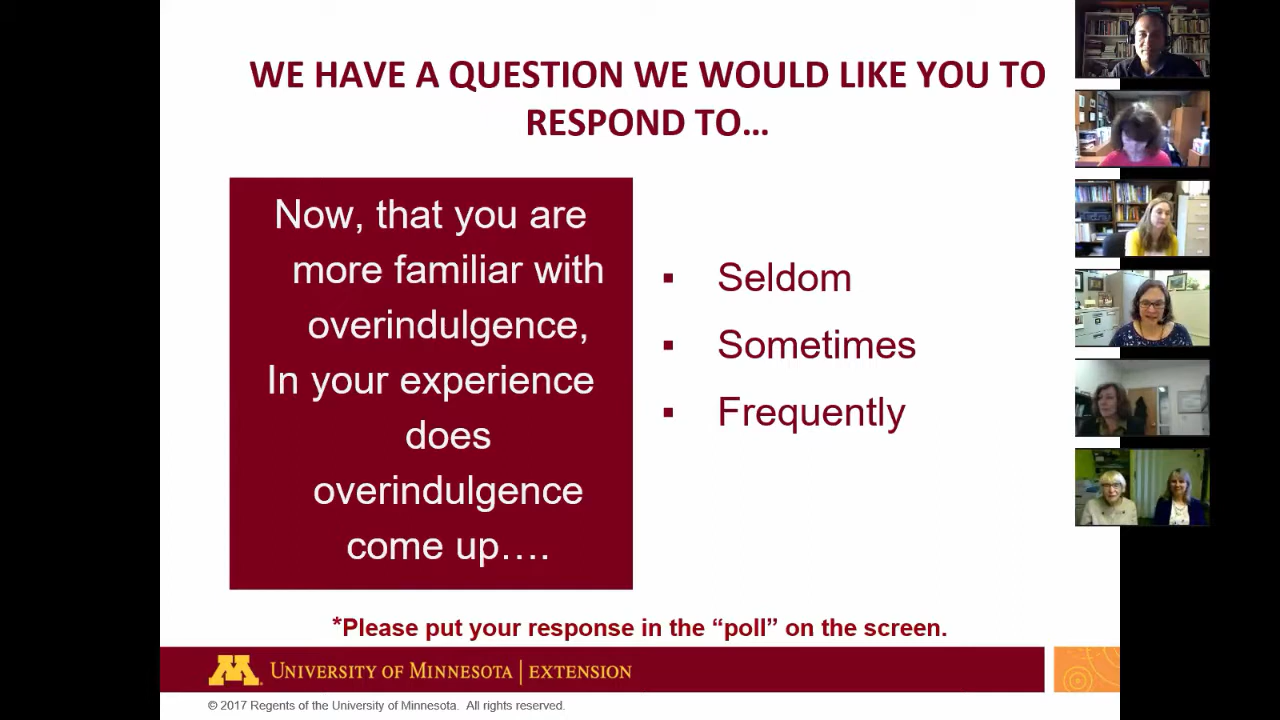 WE HAVE A QUESTION WE WOULD LIKE YOU TO
RESPOND TO…
Now, that you are
more familiar with
overindulgence,
In your experience
does
overindulgence
come up….
▪ Seldom
▪ Sometimes
▪ Frequently
*Please put your response in the “poll” on the screen.
M UNIVERSITY OF MINNESOTA | EXTENSION
© 2017 Regents of the University of Minnesota. All rights reserved.